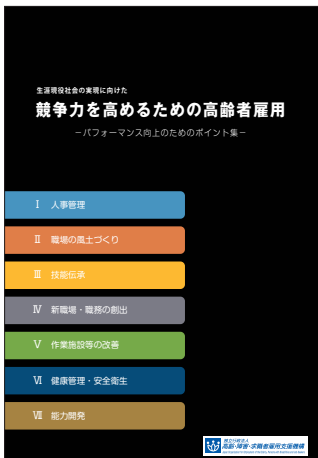 生涯現役社会の実現に向けた
競争力を高めるための高齢者雇用
－パフォーマンス向上のためのポイント集－
Ⅰ 人事管理
Ⅱ 職場の風土づくり
Ⅲ 技能伝承
Ⅳ 新職場・職務の創出
Ⅴ 作業施設等の改善
Ⅵ 健康管理・安全衛生
Ⅶ 能力開発
独立行政法人
高齢・障害・求職者雇用支援機構